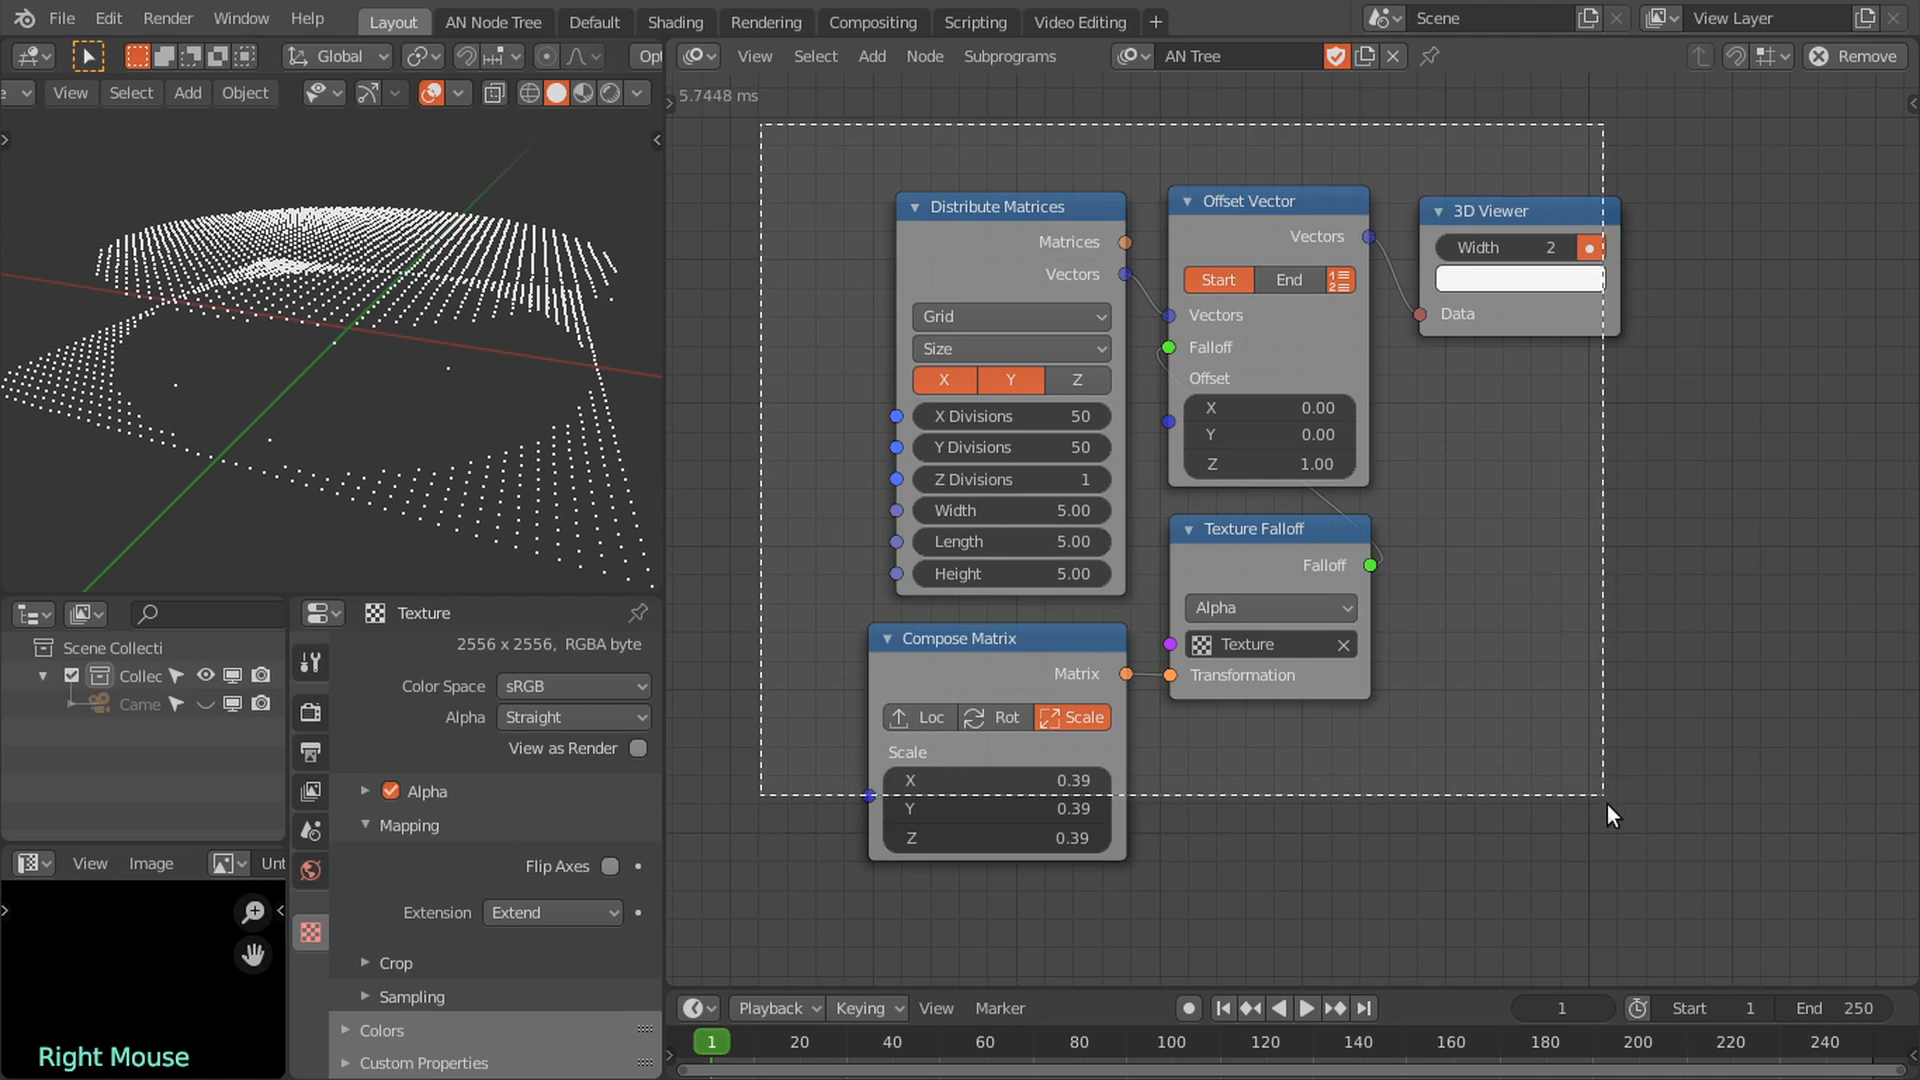 File Edit Render Window Help Layout AN Node Tree Default Shading Rendering Compositing Scripting Video Editing + Scene View Layer
Global Opt View Select Add Node Subprograms AN Tree Remove
View Select Add Object
5.7448 ms
Distribute Matrices
Matrices
Vectors
Grid
Size
X Y Z
X Divisions 50
Y Divisions 50
Z Divisions 1
Width 5.00
Length 5.00
Height 5.00
Offset Vector
Vectors
Start End
Vectors
Falloff
Offset
X 0.00
Y 0.00
Z 1.00
3D Viewer
Width 2
Data
Texture Falloff
Falloff
Alpha
Texture
Transformation
Compose Matrix
Matrix
Loc Rot Scale
Scale
X 0.39
Y 0.39
Z 0.39
Scene Collecti
Collec
Came
View Image Unt
Texture
2556 x 2556, RGBA byte
Color Space sRGB
Alpha Straight
View as Render
Alpha
Mapping
Flip Axes
Extension Extend
Crop
Sampling
Colors
Custom Properties
Right Mouse
Playback Keying View Marker 1 Start 1 End 250
1 20 40 60 80 100 120 140 160 180 200 220 240